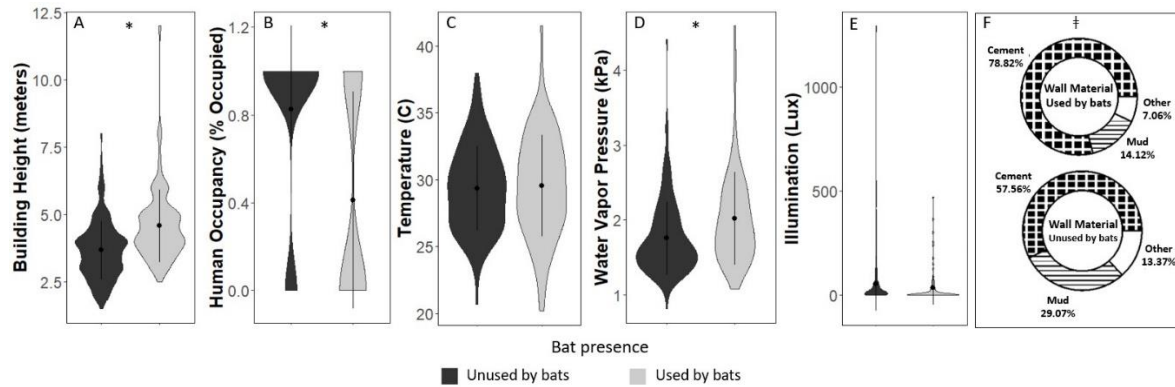 A
*
Building Height (meters)
12.5
10.0
7.5
5.0
2.5
B
*
Human Occupancy (% Occupied)
1.2
0.8
0.4
0.0
C
Temperature (C)
40
35
30
25
20
D
*
Water Vapor Pressure (kPa)
4
3
2
1
E
Illumination (Lux)
1000
500
0
F
ǂ
Cement
78.82%
Wall Material
Used by bats
Other
7.06%
Mud
14.12%
Cement
57.56%
Wall Material
Unused by bats
Other
13.37%
Mud
29.07%
Bat presence
Unused by bats
Used by bats